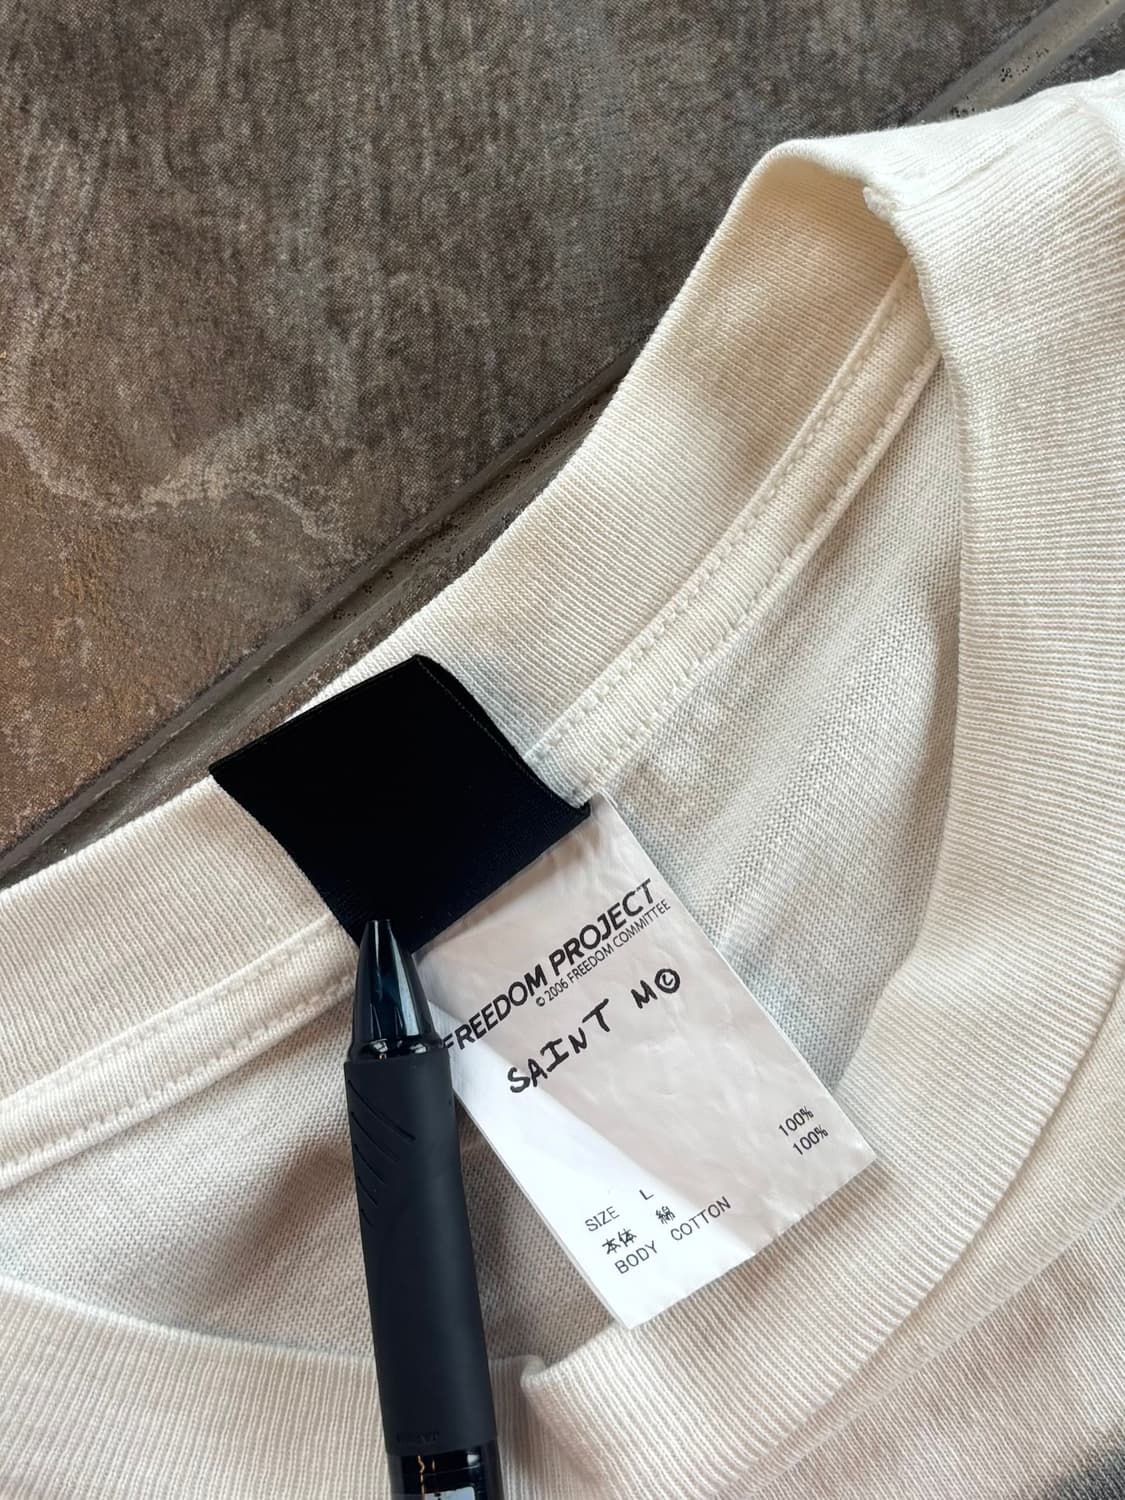 FREEDOM PROJECT
© 2006 FREEDOM COMMITTEE
SAINT M
SIZE L
本体 綿 100%
BODY COTTON 100%